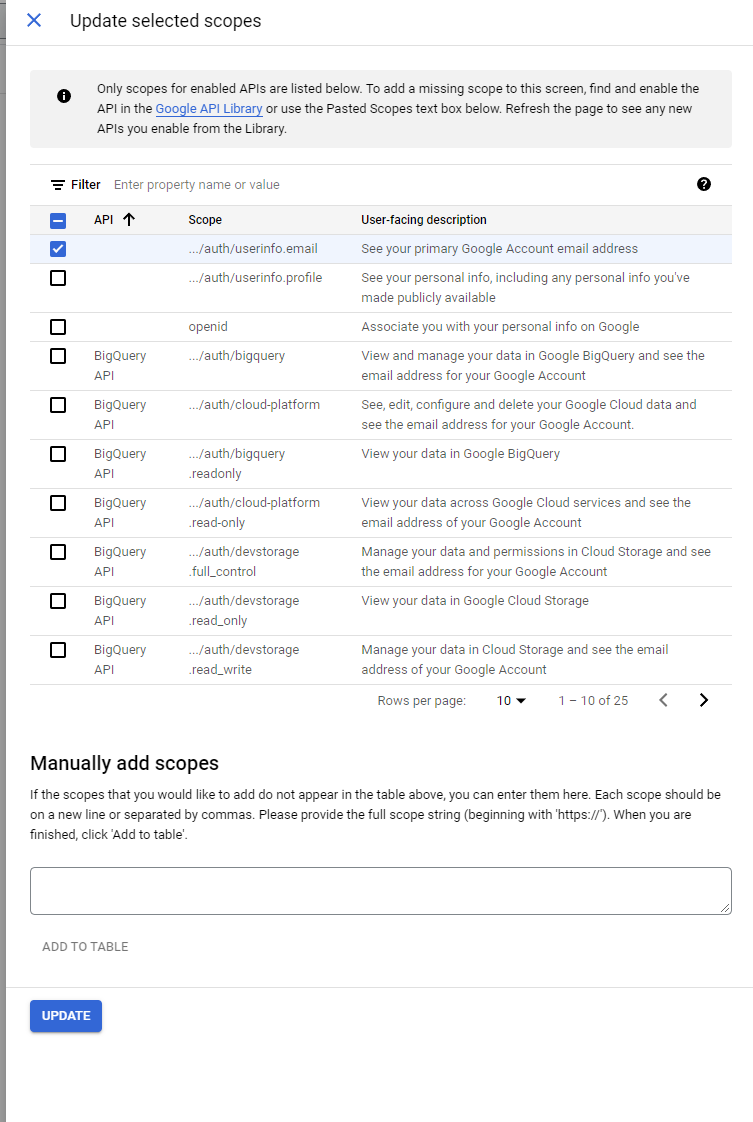 Update selected scopes
Only scopes for enabled APIs are listed below. To add a missing scope to this screen, find and enable the
API in the Google API Library or use the Pasted Scopes text box below. Refresh the page to see any new
APIs you enable from the Library.
Filter Enter property name or value
API Scope User-facing description
.../auth/userinfo.email See your primary Google Account email address
.../auth/userinfo.profile See your personal info, including any personal info you've
made publicly available
openid Associate you with your personal info on Google
BigQuery .../auth/bigquery View and manage your data in Google BigQuery and see the
API email address for your Google Account
BigQuery .../auth/cloud-platform See, edit, configure and delete your Google Cloud data and
API see the email address for your Google Account.
BigQuery .../auth/bigquery View your data in Google BigQuery
API .readonly
BigQuery .../auth/cloud-platform View your data across Google Cloud services and see the
API .read-only email address of your Google Account
BigQuery .../auth/devstorage Manage your data and permissions in Cloud Storage and see
API .full_control the email address for your Google Account
BigQuery .../auth/devstorage View your data in Google Cloud Storage
API .read_only
BigQuery .../auth/devstorage Manage your data in Cloud Storage and see the email
API .read_write address of your Google Account
Rows per page: 10 1 – 10 of 25
Manually add scopes
If the scopes that you would like to add do not appear in the table above, you can enter them here. Each scope should be
on a new line or separated by commas. Please provide the full scope string (beginning with 'https://'). When you are
finished, click 'Add to table'.
ADD TO TABLE
UPDATE